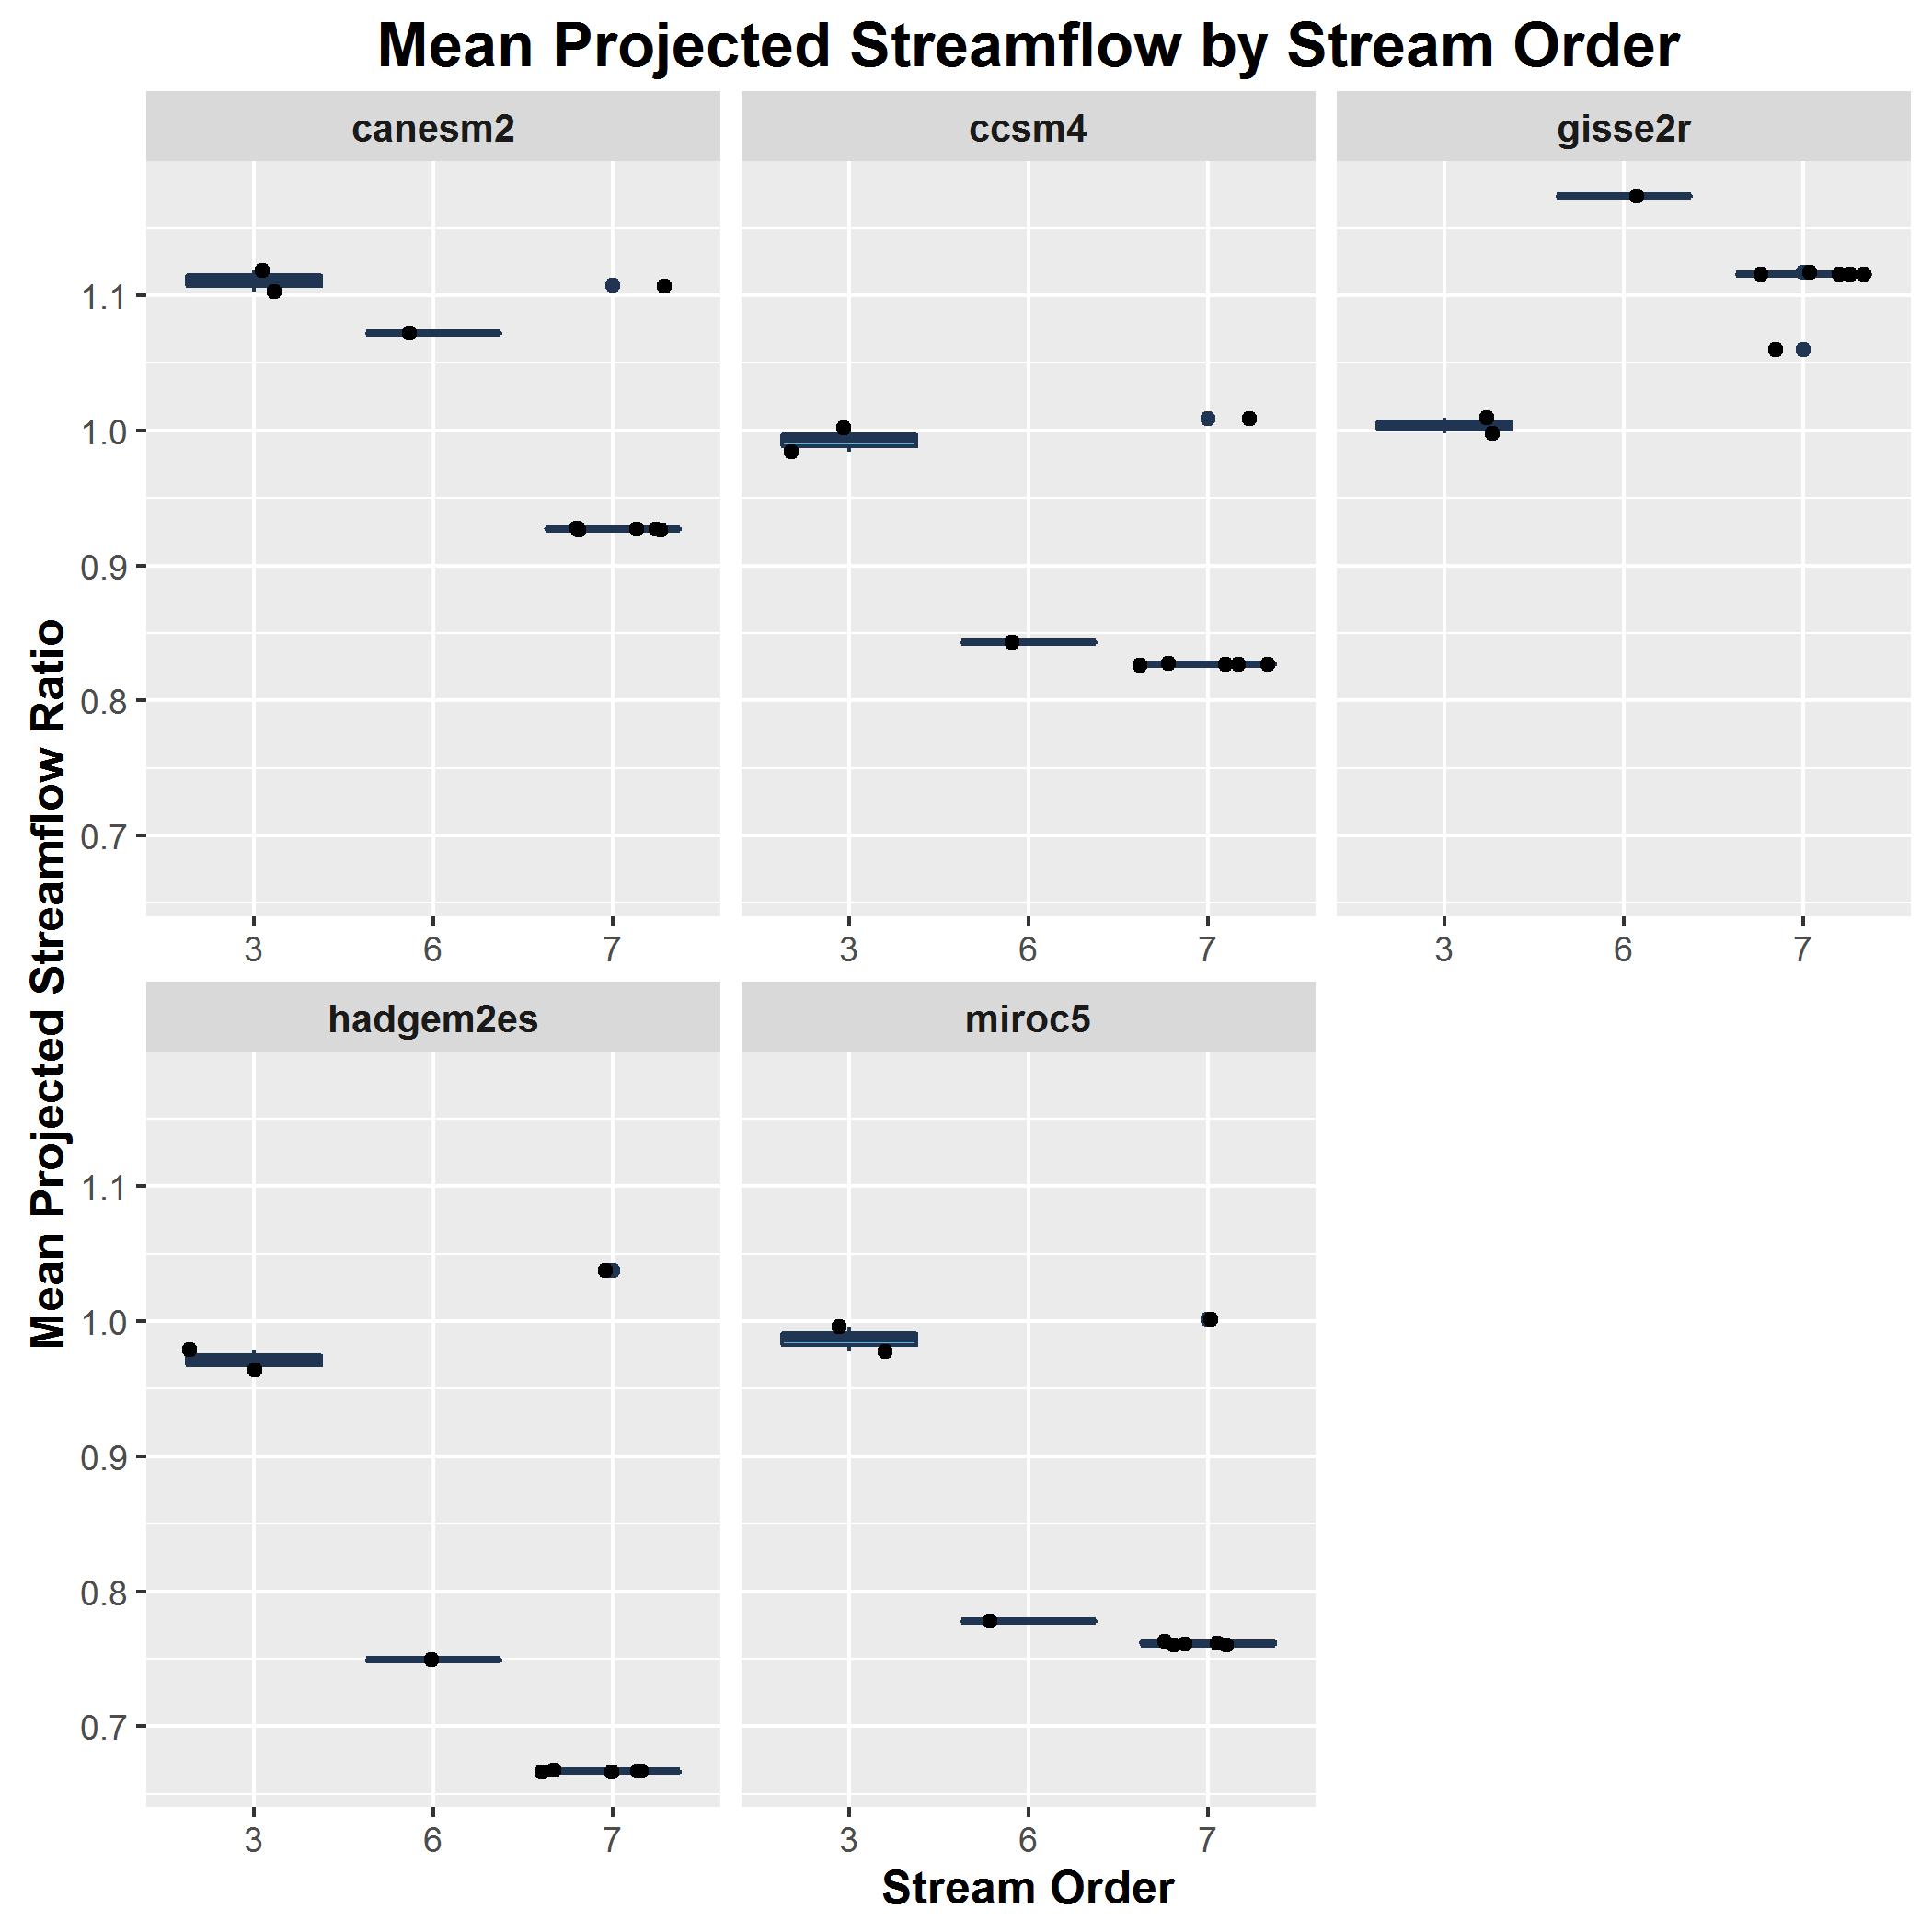 Mean Projected Streamflow by Stream Order
canesm2
ccsm4
gisse2r
1.1
1.0
0.9
0.8
0.7
3 6 7
3 6 7
3 6 7
Mean Projected Streamflow Ratio
hadgem2es
miroc5
1.1
1.0
0.9
0.8
0.7
3 6 7
3 6 7
Stream Order